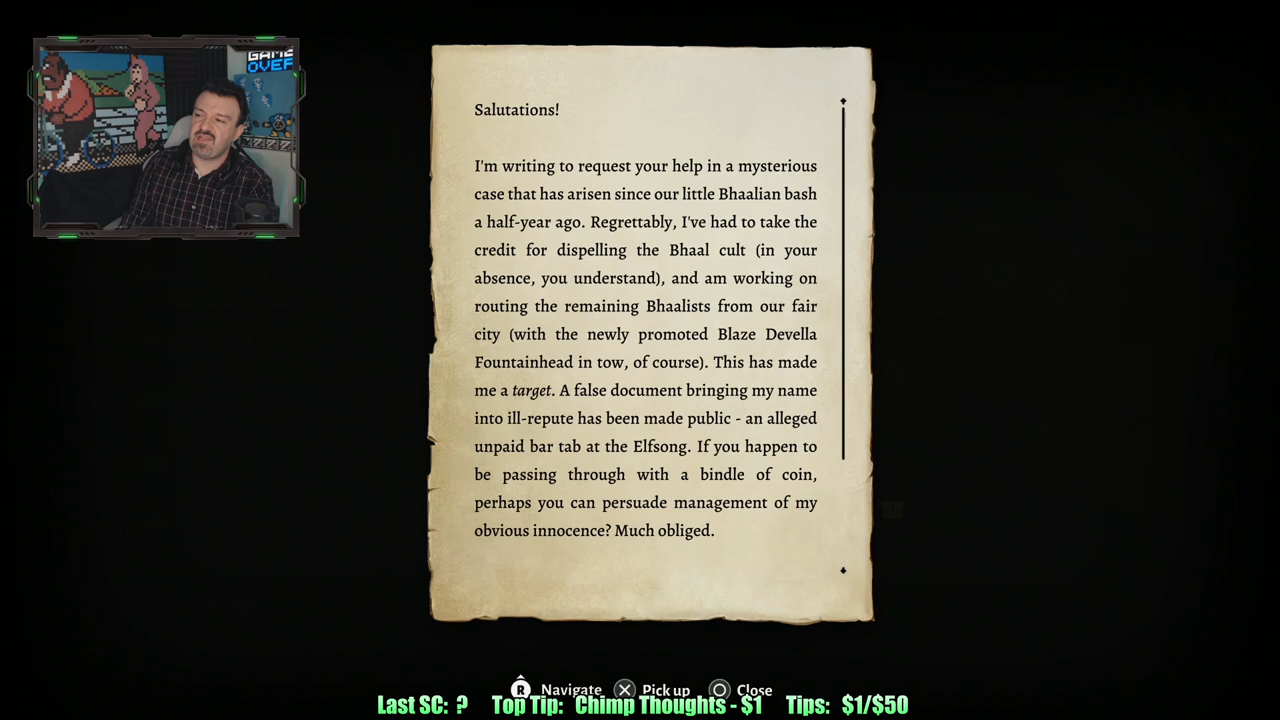 GAME
OVER
Salutations!
I'm writing to request your help in a mysterious
case that has arisen since our little Bhaalian bash
a half-year ago. Regrettably, I've had to take the
credit for dispelling the Bhaal cult (in your
absence, you understand), and am working on
routing the remaining Bhaalists from our fair
city (with the newly promoted Blaze Devella
Fountainhead in tow, of course). This has made
me a target. A false document bringing my name
into ill-repute has been made public - an alleged
unpaid bar tab at the Elfsong. If you happen to
be passing through with a bindle of coin,
perhaps you can persuade management of my
obvious innocence? Much obliged.
R Navigate Pick up Close
Last SC: ? Top Tip: Chimp Thoughts - $1 Tips: $1/$50